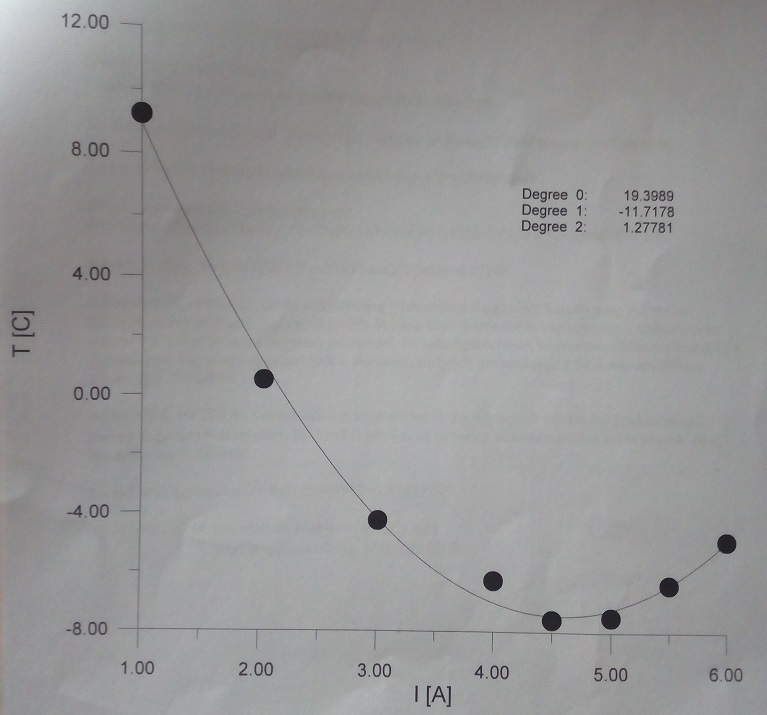 12.00
8.00
4.00
0.00
-4.00
-8.00
T [C]
Degree 0: 19.3989
Degree 1: -11.7178
Degree 2: 1.27781
1.00 2.00 3.00 4.00 5.00 6.00
I [A]